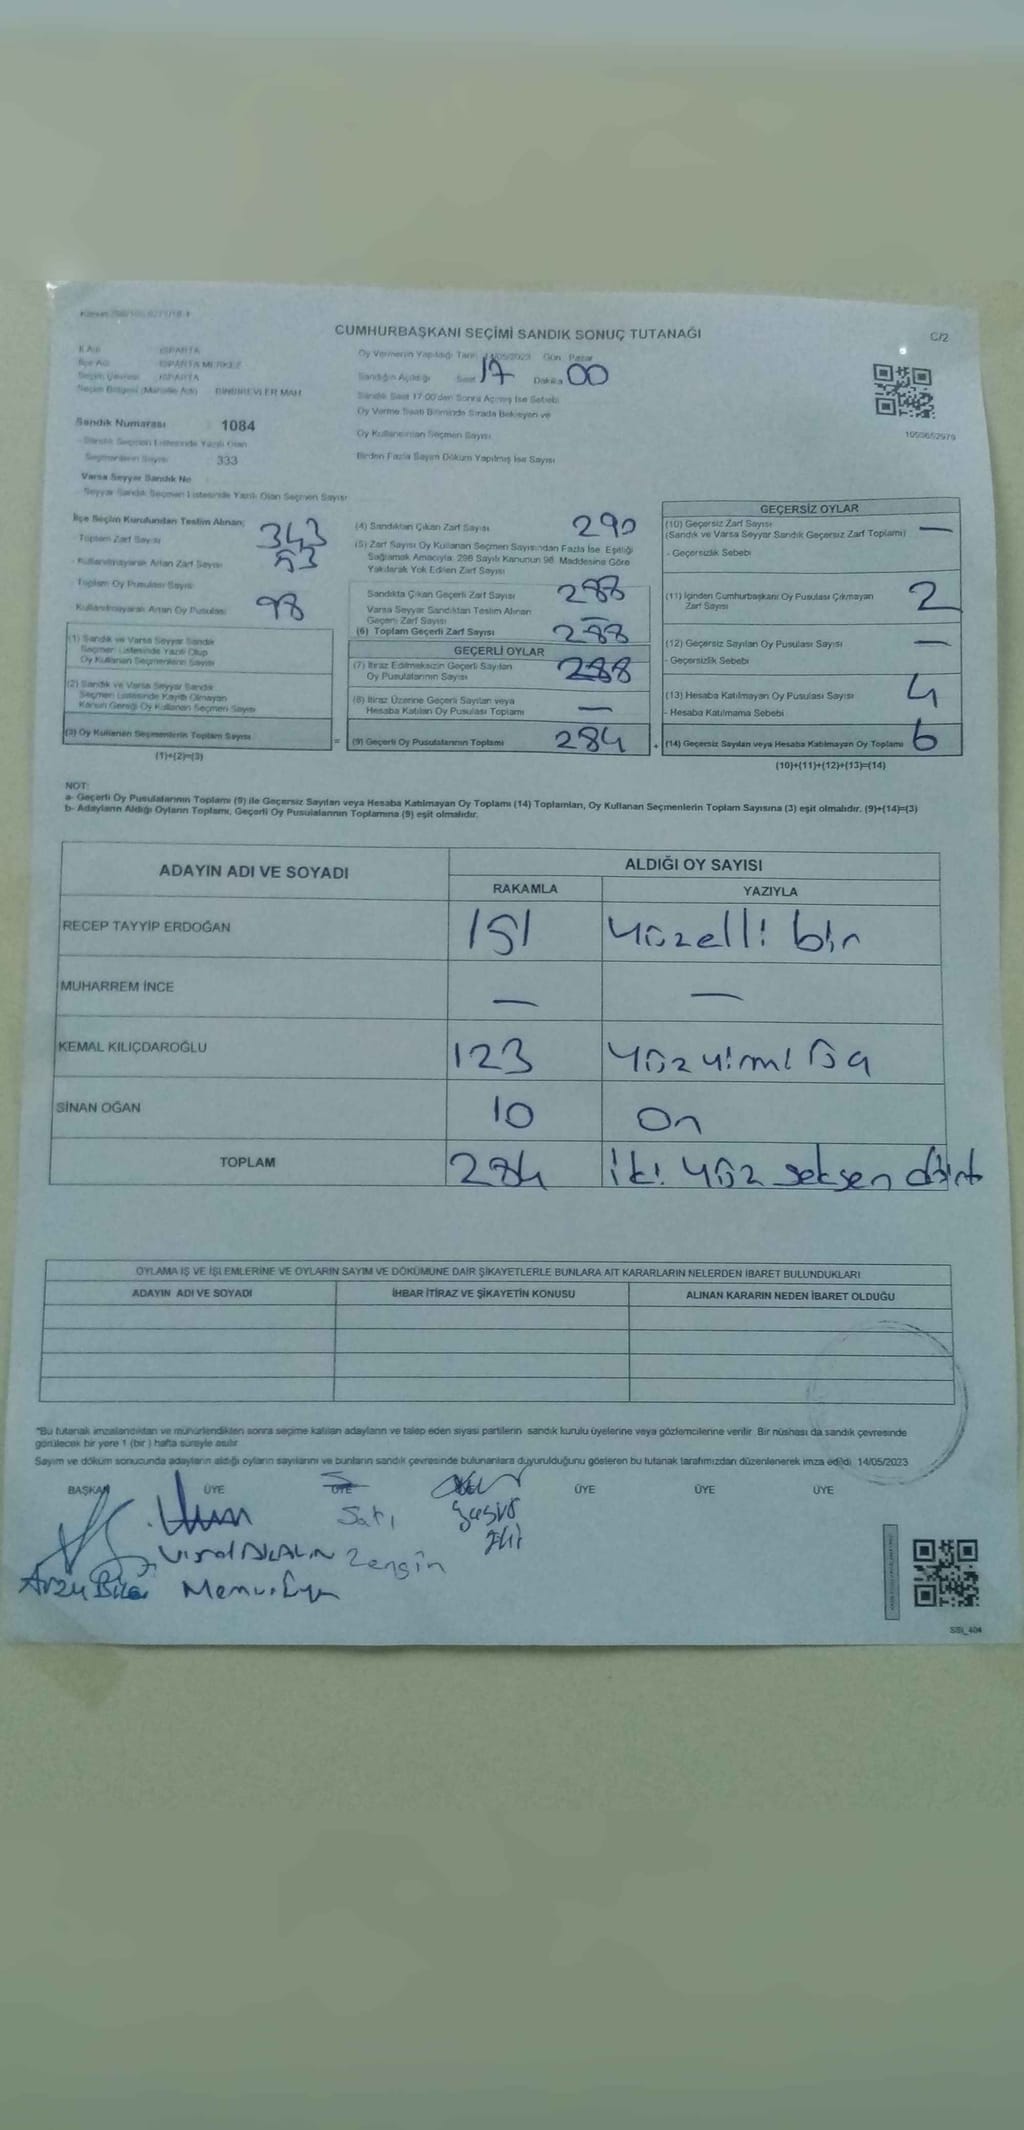 CUMHURBAŞKANI SEÇİMİ SANDIK SONUÇ TUTANAĞI
C/2
İl Adı ISPARTA
İlçe Adı ISPARTA MERKEZ
Seçim Çevresi ISPARTA
Seçim Bölgesi (Mahalle Adı) BİNBİREVLER MAH.
Sandık Numarası 1084
Sandık Seçmen Listesinde Yazılı Olan
Seçmenlerin Sayısı 333
Varsa Seyyar Sandık No
Seyyar Sandık Seçmen Listesinde Yazılı Olan Seçmen Sayısı
Oy Vermenin Yapıldığı Tarih 14/05/2023 Gün Pazar
Sandığın Açıldığı Saat 17 Dakika 00
Sandık Saat 17:00'den Sonra Açılmış İse Sebebi
Oy Verme Saati Bitiminde Sırada Bekleyen ve
Oy Kullandırılan Seçmen Sayısı
Birden Fazla Sayım Döküm Yapılmış İse Sayısı
1055652979
İlçe Seçim Kurulundan Teslim Alınan;
Toplam Zarf Sayısı 343
- Kullanılmayarak Artan Zarf Sayısı 53
Toplam Oy Pusulası Sayısı
Kullanılmayarak Artan Oy Pusulası 98
(1) Sandık ve Varsa Seyyar Sandık
Seçmen Listesinde Yazılı Olup
Oy Kullanan Seçmenlerin Sayısı
(2) Sandık ve Varsa Seyyar Sandık
Seçmen Listesinde Kayıtlı Olmayan
Kanun Gereği Oy Kullanan Seçmen Sayısı
(3) Oy Kullanan Seçmenlerin Toplam Sayısı
(1)+(2)=(3)
(4) Sandıktan Çıkan Zarf Sayısı 290
(5) Zarf Sayısı Oy Kullanan Seçmen Sayısından Fazla İse, Eşitliği
Sağlamak Amacıyla, 298 Sayılı Kanunun 98. Maddesine Göre
Yakılarak Yok Edilen Zarf Sayısı
Sandıkta Çıkan Geçerli Zarf Sayısı 288
Varsa Seyyar Sandıktan Teslim Alınan
Geçerli Zarf Sayısı —
(6) Toplam Geçerli Zarf Sayısı 288
GEÇERLİ OYLAR
(7) İtiraz Edilmeksizin Geçerli Sayılan
Oy Pusulalarının Sayısı 288
(8) İtiraz Üzerine Geçerli Sayılan veya
Hesaba Katılan Oy Pusulası Toplamı —
= (9) Geçerli Oy Pusulalarının Toplamı 284 +
GEÇERSİZ OYLAR
(10) Geçersiz Zarf Sayısı —
(Sandık ve Varsa Seyyar Sandık Geçersiz Zarf Toplamı)
- Geçersizlik Sebebi
(11) İçinden Cumhurbaşkanı Oy Pusulası Çıkmayan
Zarf Sayısı 2
(12) Geçersiz Sayılan Oy Pusulası Sayısı —
- Geçersizlik Sebebi
(13) Hesaba Katılmayan Oy Pusulası Sayısı 4
- Hesaba Katılmama Sebebi
(14) Geçersiz Sayılan veya Hesaba Katılmayan Oy Toplamı 6
(10)+(11)+(12)+(13)=(14)
NOT:
a- Geçerli Oy Pusulalarının Toplamı (9) ile Geçersiz Sayılan veya Hesaba Katılmayan Oy Toplamı (14) Toplamları, Oy Kullanan Seçmenlerin Toplam Sayısına (3) eşit olmalıdır. (9)+(14)=(3)
b- Adayların Aldığı Oyların Toplamı, Geçerli Oy Pusulalarının Toplamına (9) eşit olmalıdır.
ADAYIN ADI VE SOYADI ALDIĞI OY SAYISI
RAKAMLA YAZIYLA
RECEP TAYYİP ERDOĞAN 151 Yüzelli bir
MUHARREM İNCE — —
KEMAL KILIÇDAROĞLU 123
SİNAN OĞAN 10 On
TOPLAM 284 iki yüz seksen dört
OYLAMA İŞ VE İŞLEMLERİNE VE OYLARIN SAYIM VE DÖKÜMÜNE DAİR ŞİKAYETLERLE BUNLARA AİT KARARLARIN NELERDEN İBARET BULUNDUKLARI
ADAYIN ADI VE SOYADI İHBAR İTİRAZ VE ŞİKAYETİN KONUSU ALINAN KARARIN NEDEN İBARET OLDUĞU
*Bu tutanak imzalandıktan ve mühürlendikten sonra seçime katılan adayların ve talep eden siyasi partilerin sandık kurulu üyelerine veya gözlemcilerine verilir. Bir nüshası da sandık çevresinde
görülecek bir yere 1 (bir ) hafta süreyle asılır.
Sayım ve döküm sonucunda adayların aldığı oyların sayılarını ve bunların sandık çevresinde bulunanlara duyurulduğunu gösteren bu tutanak tarafımızdan düzenlenerek imza edildi. 14/05/2023
BAŞKAN ÜYE ÜYE ÜYE ÜYE ÜYE
Satı
Zengin
Arzu
SSI_404